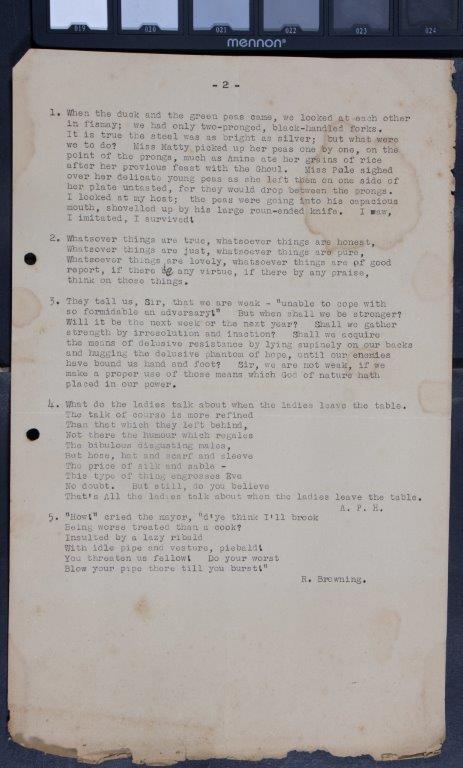 019 020 021 022 023 024
mennon®
- 2 -
1. When the duck and the green peas came, we looked at each other
in fismay; we had only two-pronged, black-handled forks.
It is true the steel was as bright as silver; but what were
we to do? Miss Matty picked up her peas one by one, on the
point of the prongs, much as Amine ate her grains of rice
after her previous feast with the Ghoul. Miss Pole sighed
over her delicate young peas as she left them on one side of
her plate untasted, for they would drop between the prongs.
I looked at my host; the peas were going into his capacious
mouth, shovelled up by his large roun-ended knife. I saw,
I imitated, I survived!
2. Whatsover things are true, whatsoever things are honest,
Whatsover things are just, whatsoever things are pure,
Whatsoever things are lovely, whatsoever things are of good
report, if there be any virtue, if there by any praise,
think on those things.
3. They tell us, Sir, that we are weak - "unable to cope with
so formidable an adversary!" But when shall we be stronger?
Will it be the next week or the next year? Shall we gather
strength by irresolution and inaction? Shall we acquire
the means of delusive resistance by lying supinely on our backs
and hugging the delusive phantom of hope, until our enemies
have bound us hand and foot? Sir, we are not weak, if we
make a proper use of those means which God of nature hath
placed in our power.
4. What do the ladies talk about when the ladies leave the table.
The talk of course is more refined
Than that which they left behind,
Not there the humour which regales
The bibulous disgusting males,
But hose, hat and scarf and sleeve
The price of silk and sable -
This type of thing engrosses Eve
No doubt. But still, do you believe
That's All the ladies talk about when the ladies leave the table.
A. P. H.
5. "How!" cried the mayor, "d'ye think I'll brook
Being worse treated than a cook?
Insulted by a lazy ribald
With idle pipe and vesture, piebald!
You threaten us fellow! Do your worst
Blow your pipe there till you burst!"
R. Browning.